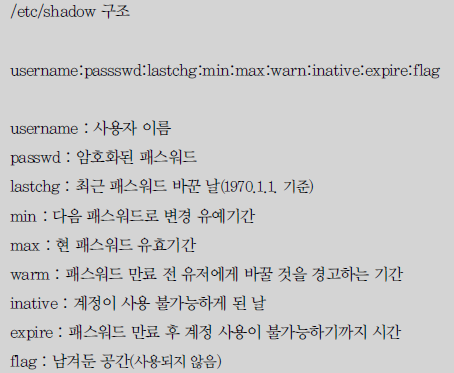 /etc/shadow 구조
username:passswd:lastchg:min:max:warn:inative:expire:flag
username : 사용자 이름
passwd : 암호화된 패스워드
lastchg : 최근 패스워드 바꾼 날(1970.1.1. 기준)
min : 다음 패스워드로 변경 유예기간
max : 현 패스워드 유효기간
warm : 패스워드 만료 전 유저에게 바꿀 것을 경고하는 기간
inative : 계정이 사용 불가능하게 된 날
expire : 패스워드 만료 후 계정 사용이 불가능하기까지 시간
flag : 남겨둔 공간(사용되지 않음)